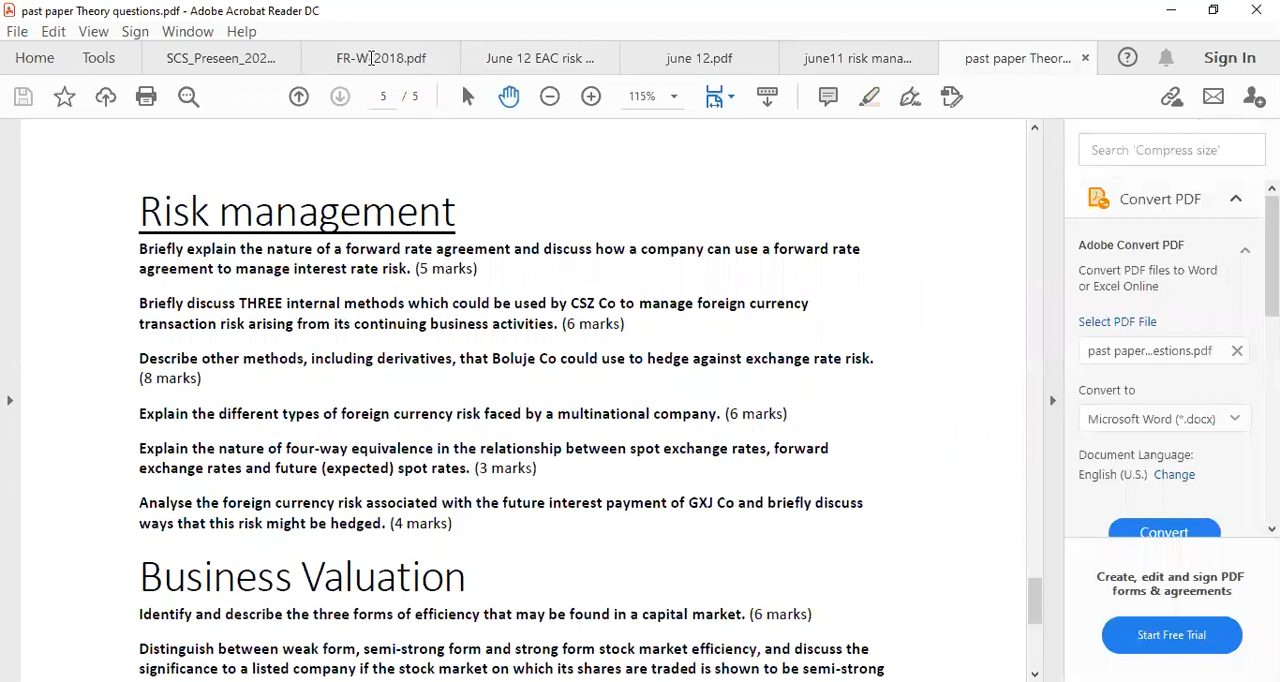 past paper Theory questions.pdf - Adobe Acrobat Reader DC
File Edit View Sign Window Help
Home Tools SCS_Preseen_202... FR-W-2018.pdf June 12 EAC risk ... june 12.pdf june11 risk mana... past paper Theor... × Sign In
5 / 5 115%
Risk management
Briefly explain the nature of a forward rate agreement and discuss how a company can use a forward rate
agreement to manage interest rate risk. (5 marks)
Briefly discuss THREE internal methods which could be used by CSZ Co to manage foreign currency
transaction risk arising from its continuing business activities. (6 marks)
Describe other methods, including derivatives, that Boluje Co could use to hedge against exchange rate risk.
(8 marks)
Explain the different types of foreign currency risk faced by a multinational company. (6 marks)
Explain the nature of four-way equivalence in the relationship between spot exchange rates, forward
exchange rates and future (expected) spot rates. (3 marks)
Analyse the foreign currency risk associated with the future interest payment of GXJ Co and briefly discuss
ways that this risk might be hedged. (4 marks)
Business Valuation
Identify and describe the three forms of efficiency that may be found in a capital market. (6 marks)
Distinguish between weak form, semi-strong form and strong form stock market efficiency, and discuss the
significance to a listed company if the stock market on which its shares are traded is shown to be semi-strong
Search 'Compress size'
Convert PDF
Adobe Convert PDF
Convert PDF files to Word
or Excel Online
Select PDF File
past paper...estions.pdf
Convert to
Microsoft Word (*.docx)
Document Language:
English (U.S.) Change
Convert
Create, edit and sign PDF
forms & agreements
Start Free Trial